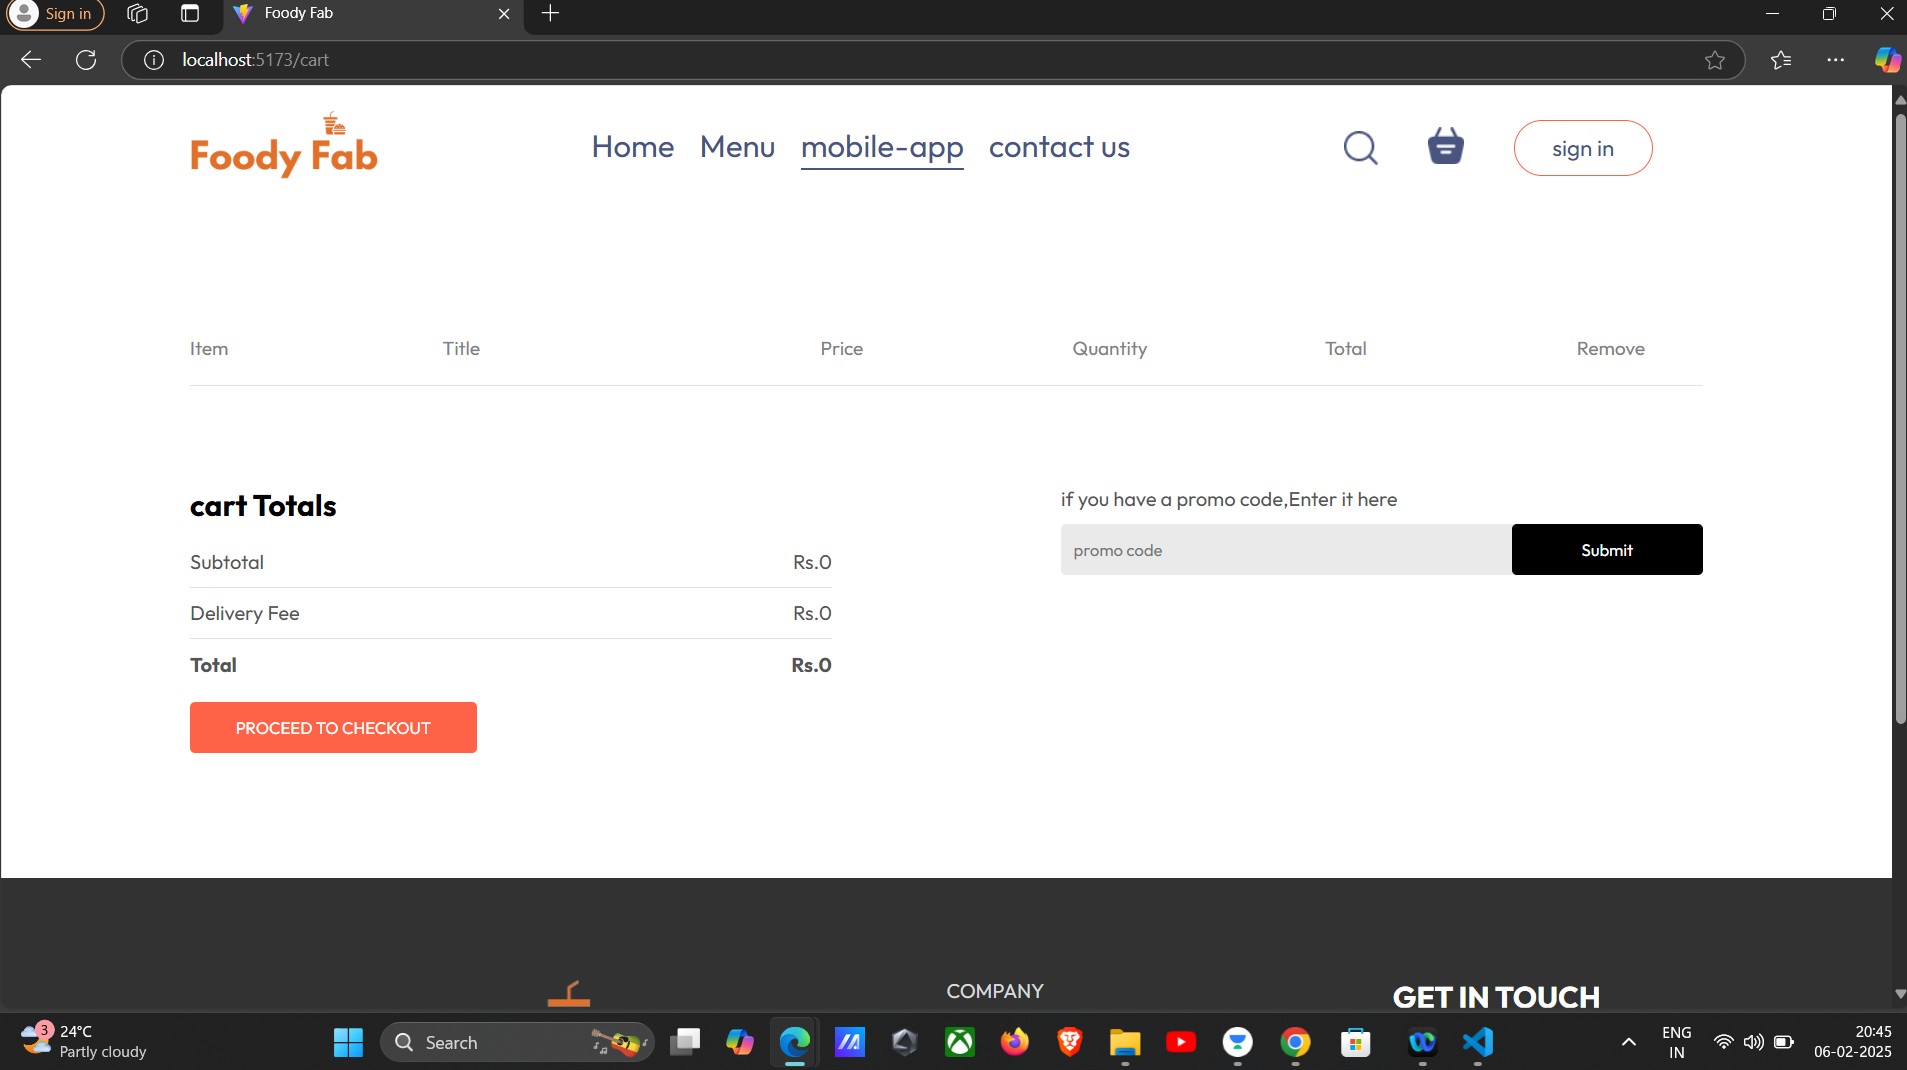 Sign in
Foody Fab
localhost:5173/cart
Foody Fab
Home Menu mobile-app contact us
sign in
Item Title Price Quantity Total Remove
cart Totals
Subtotal Rs.0
Delivery Fee Rs.0
Total Rs.0
PROCEED TO CHECKOUT
if you have a promo code,Enter it here
promo code
Submit
COMPANY
GET IN TOUCH
3
24°C
Partly cloudy
Search
ENG
IN
20:45
06-02-2025